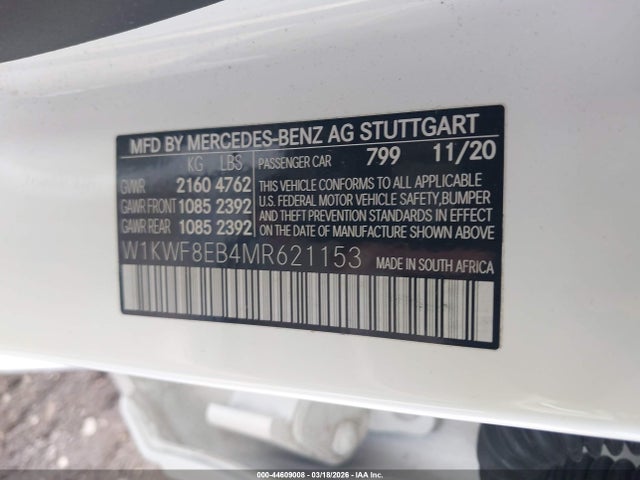 MFD BY MERCEDES-BENZ AG STUTTGART
KG LBS PASSENGER CAR 799 11/20
GVWR 2160 4762 THIS VEHICLE CONFORMS TO ALL APPLICABLE
GAWR FRONT 1085 2392 U.S. FEDERAL MOTOR VEHICLE SAFETY, BUMPER
GAWR REAR 1085 2392 AND THEFT PREVENTION STANDARDS IN EFFECT
ON THE DATE OF MANUFACTURE SHOWN ABOVE.
W1KWF8EB4MR621153 MADE IN SOUTH AFRICA
000-44609008 - 03/18/2026 - IAA Inc.